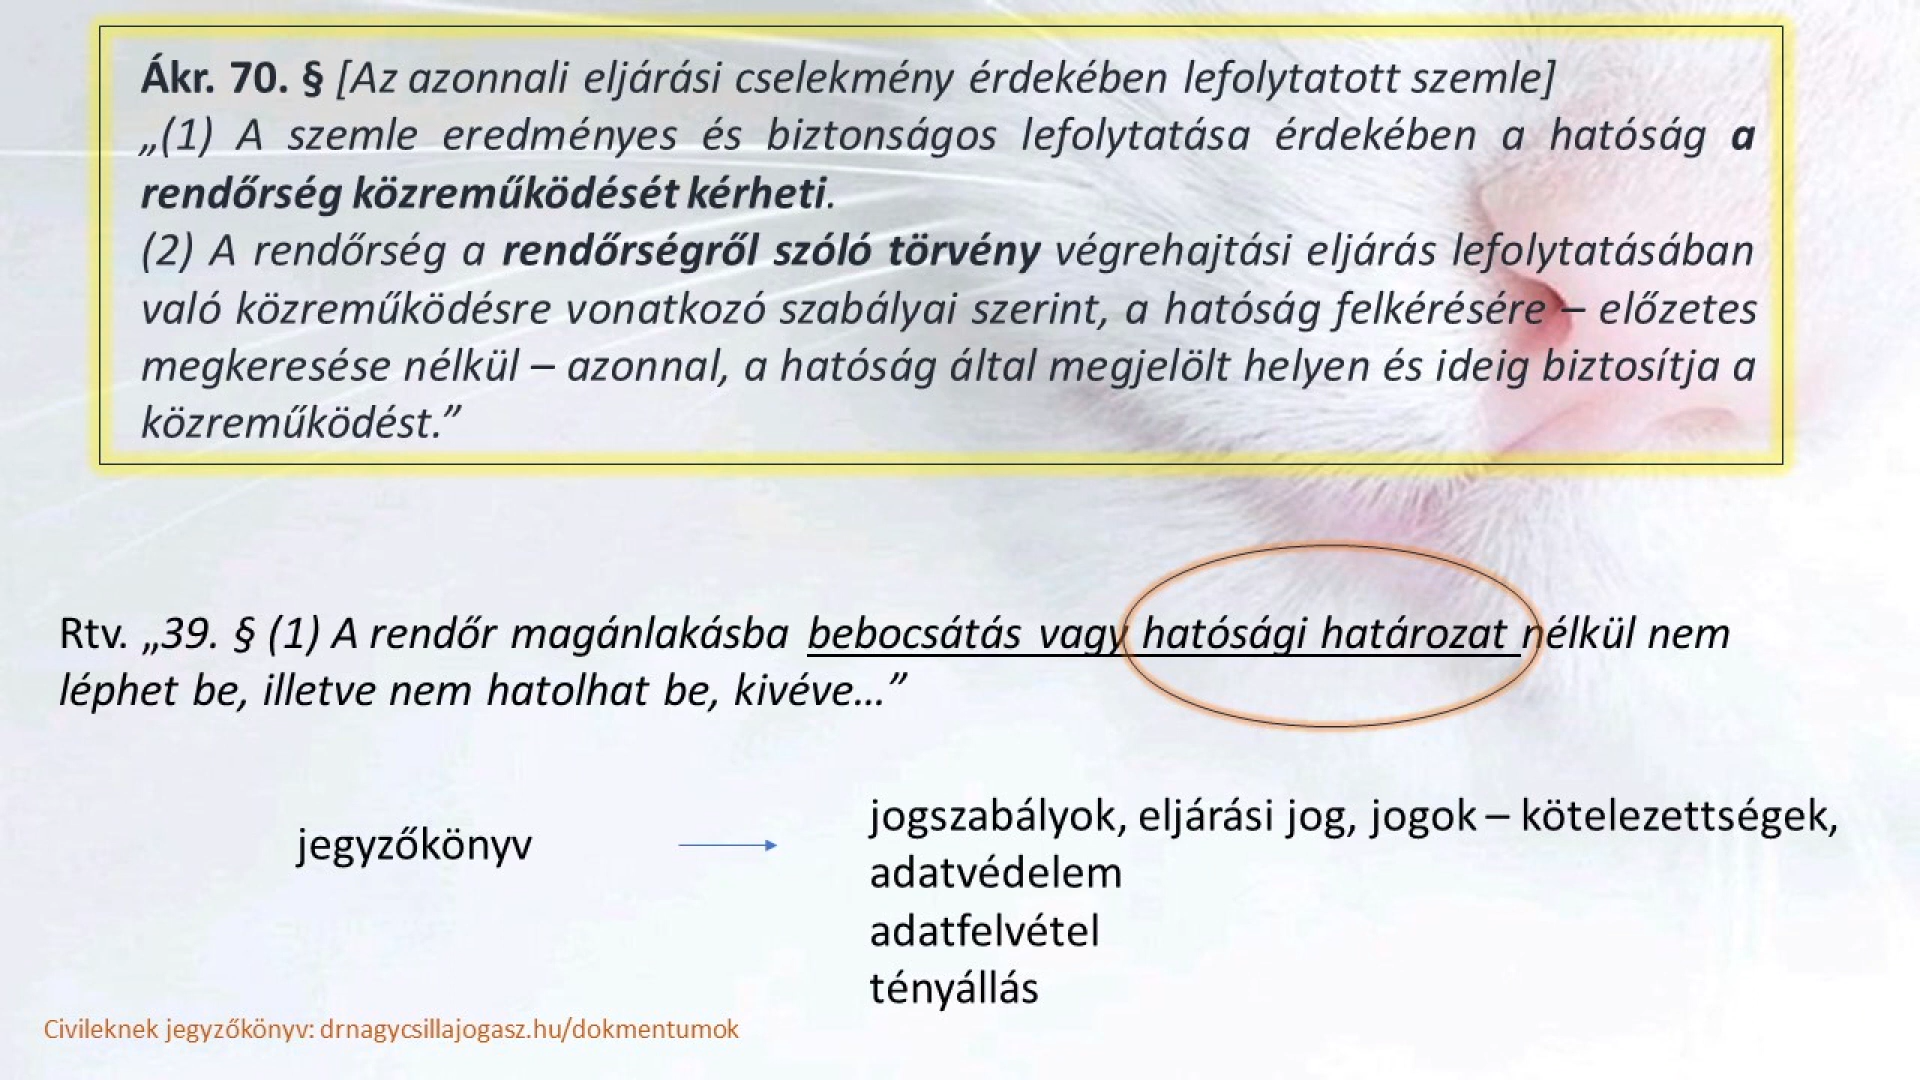 Ákr. 70. § [Az azonnali eljárási cselekmény érdekében lefolytatott szemle]
„(1) A szemle eredményes és biztonságos lefolytatása érdekében a hatóság a
rendőrség közreműködését kérheti.
(2) A rendőrség a rendőrségről szóló törvény végrehajtási eljárás lefolytatásában
való közreműködésre vonatkozó szabályai szerint, a hatóság felkérésére – előzetes
megkeresése nélkül – azonnal, a hatóság által megjelölt helyen és ideig biztosítja a
közreműködést.”
Rtv. „39. § (1) A rendőr magánlakásba bebocsátás vagy hatósági határozat nélkül nem
léphet be, illetve nem hatolhat be, kivéve…”
jegyzőkönyv
jogszabályok, eljárási jog, jogok – kötelezettségek,
adatvédelem
adatfelvétel
tényállás
Civileknek jegyzőkönyv: drnagycsillajogasz.hu/dokmentumok